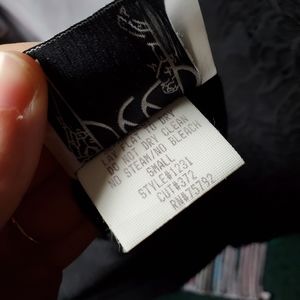 LAY FLAT TO DRY
DO NOT DRY CLEAN
NO STEAM/NO BLEACH
SMALL
STYLE#1231
CUT#372
RN#75792